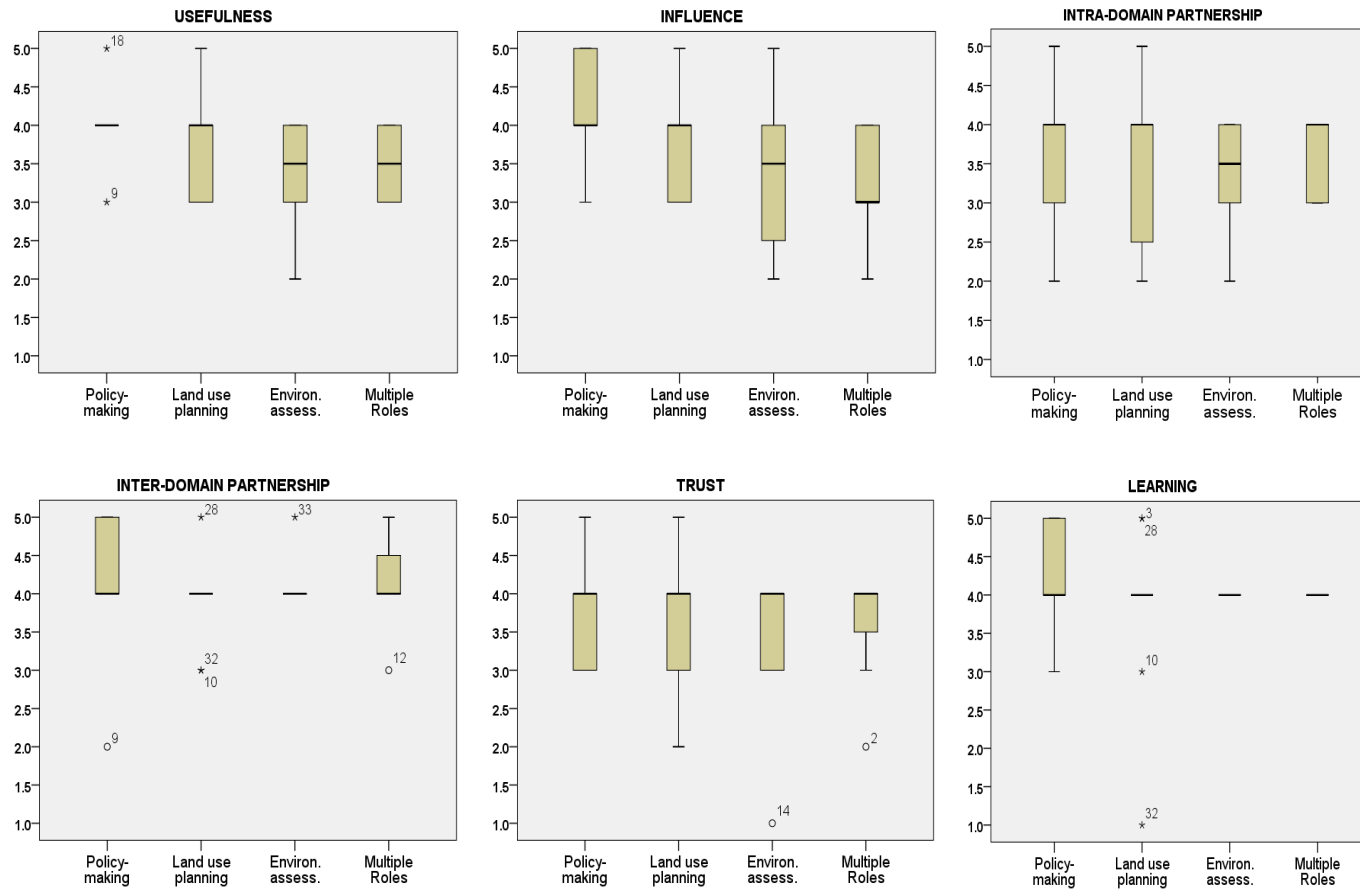 USEFULNESS
5.0
4.5
4.0
3.5
3.0
2.5
2.0
1.5
1.0
18
9
Policy-
making
Land use
planning
Environ.
assess.
Multiple
Roles
INFLUENCE
5.0
4.5
4.0
3.5
3.0
2.5
2.0
1.5
1.0
Policy-
making
Land use
planning
Environ.
assess.
Multiple
Roles
INTRA-DOMAIN PARTNERSHIP
5.0
4.5
4.0
3.5
3.0
2.5
2.0
1.5
1.0
Policy-
making
Land use
planning
Environ.
assess.
Multiple
Roles
INTER-DOMAIN PARTNERSHIP
5.0
4.5
4.0
3.5
3.0
2.5
2.0
1.5
1.0
9
28
32
10
33
12
Policy-
making
Land use
planning
Environ.
assess.
Multiple
Roles
TRUST
5.0
4.5
4.0
3.5
3.0
2.5
2.0
1.5
1.0
14
2
Policy-
making
Land use
planning
Environ.
assess.
Multiple
Roles
LEARNING
5.0
4.5
4.0
3.5
3.0
2.5
2.0
1.5
1.0
3
28
10
32
Policy-
making
Land use
planning
Environ.
assess.
Multiple
Roles